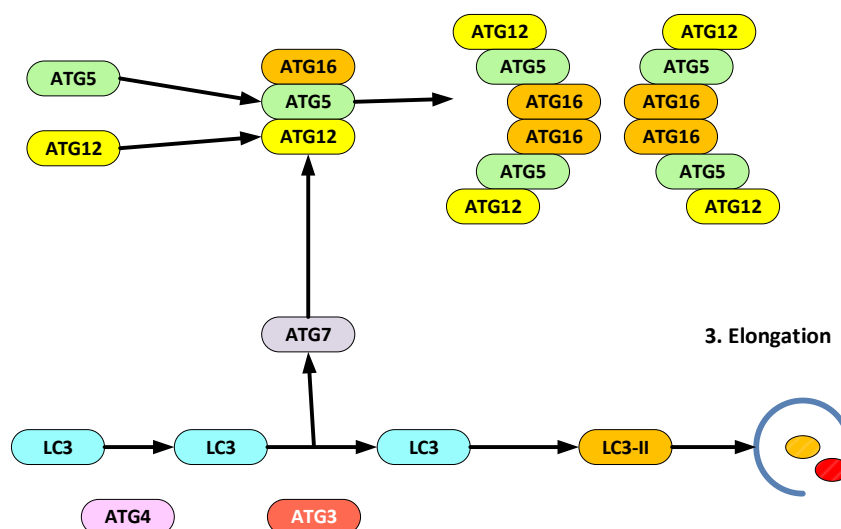 ATG12
ATG12
ATG16
ATG5
ATG5
ATG5
ATG5
ATG16
ATG16
ATG12
ATG12
ATG16
ATG16
ATG5
ATG5
ATG12
ATG12
ATG7
3. Elongation
LC3
LC3
LC3
LC3-II
ATG4
ATG3